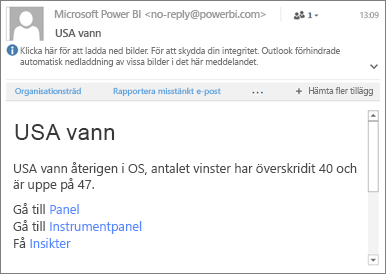 Microsoft Power BI <no-reply@powerbi.com>
1
13:09
USA vann
Klicka här för att ladda ned bilder. För att skydda din integritet. Outlook förhindrade
automatisk nedladdning av vissa bilder i det här meddelandet.
Organisationsträd
Rapportera misstänkt e-post
...
+ Hämta fler tillägg
USA vann
USA vann återigen i OS, antalet vinster har överskridit 40 och
är uppe på 47.
Gå till Panel
Gå till Instrumentpanel
Få Insikter